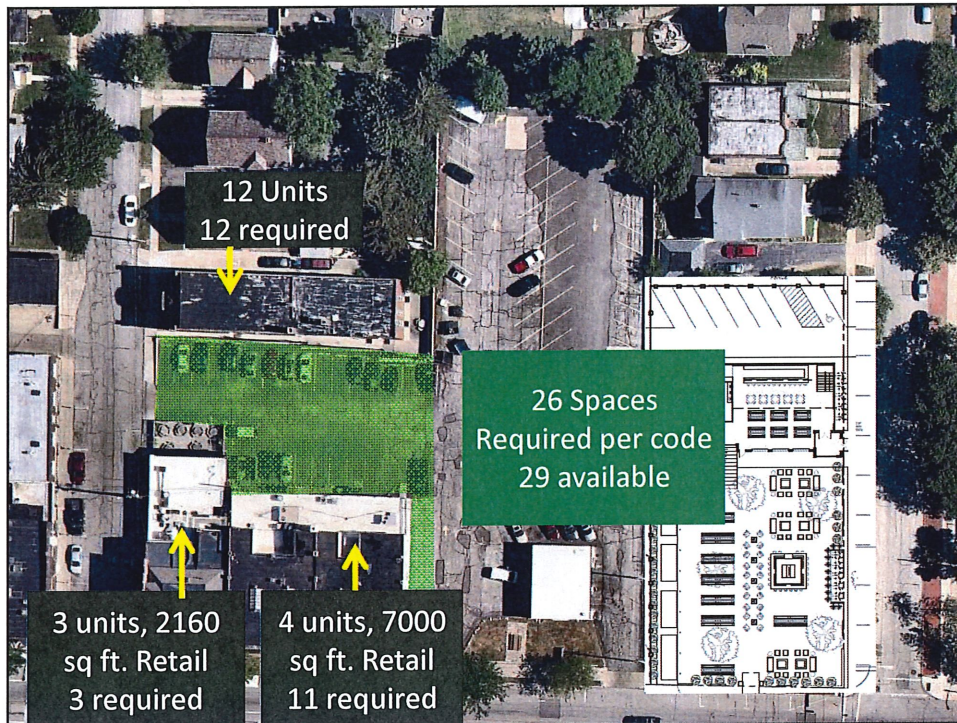 12 Units
12 required
26 Spaces
Required per code
29 available
3 units, 2160
sq ft. Retail
3 required
4 units, 7000
sq ft. Retail
11 required